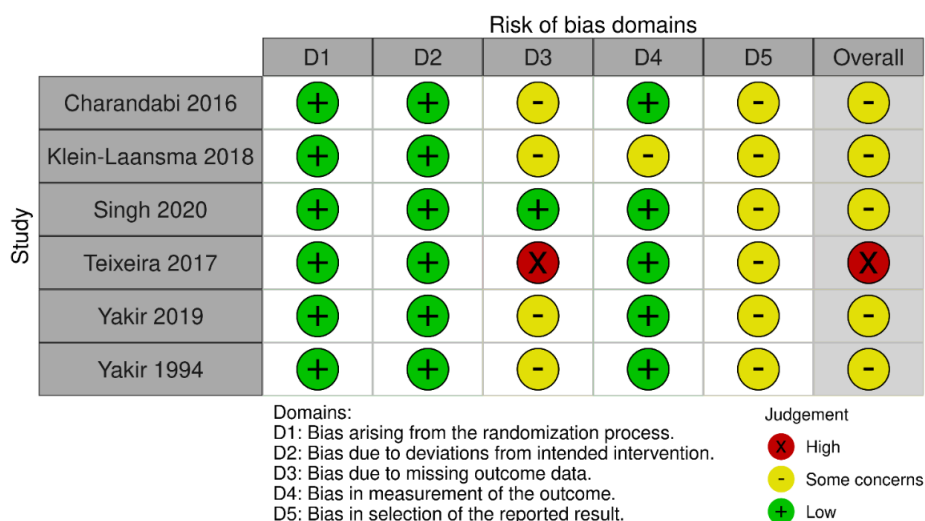 Risk of bias domains
D1 D2 D3 D4 D5 Overall
Study
Charandabi 2016 + + - + - -
Klein-Laansma 2018 + + - - - -
Singh 2020 + + + + - -
Teixeira 2017 + + X + - X
Yakir 2019 + + - + - -
Yakir 1994 + + - + - -
Domains:
D1: Bias arising from the randomization process.
D2: Bias due to deviations from intended intervention.
D3: Bias due to missing outcome data.
D4: Bias in measurement of the outcome.
D5: Bias in selection of the reported result.
Judgement
X High
- Some concerns
+ Low